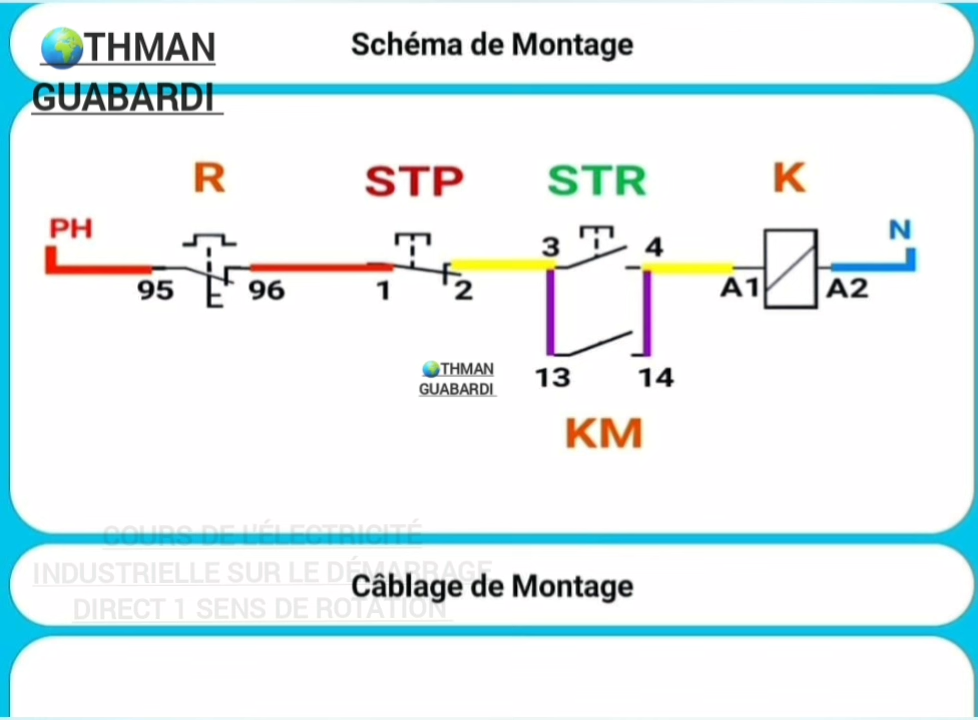 THMAN
GUABARDI
Schéma de Montage
R
STP
STR
K
PH
3
4
N
95
96
1
2
A1
A2
THMAN
GUABARDI
13
14
KM
COURS DE L'ÉLECTRICITÉ
INDUSTRIELLE SUR LE DÉMARRAGE
DIRECT 1 SENS DE ROTATION
Câblage de Montage